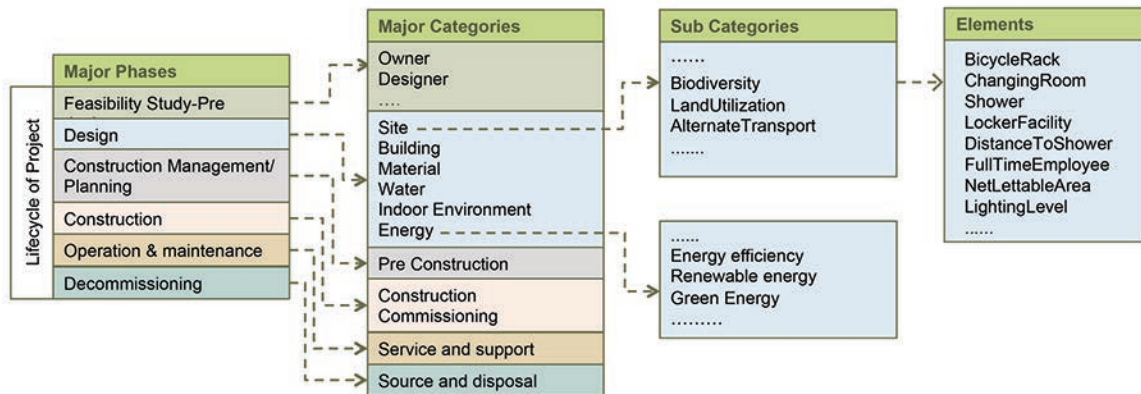 Lifecycle of Project
Major Phases
Feasibility Study-Pre
Design
Construction Management/
Planning
Construction
Operation & maintenance
Decommissioning
Major Categories
Owner
Designer
....
Site
Building
Material
Water
Indoor Environment
Energy
Pre Construction
Construction
Commissioning
Service and support
Source and disposal
Sub Categories
......
Biodiversity
LandUtilization
AlternateTransport
.......
......
Energy efficiency
Renewable energy
Green Energy
.........
Elements
BicycleRack
ChangingRoom
Shower
LockerFacility
DistanceToShower
FullTimeEmployee
NetLettableArea
LightingLevel
......